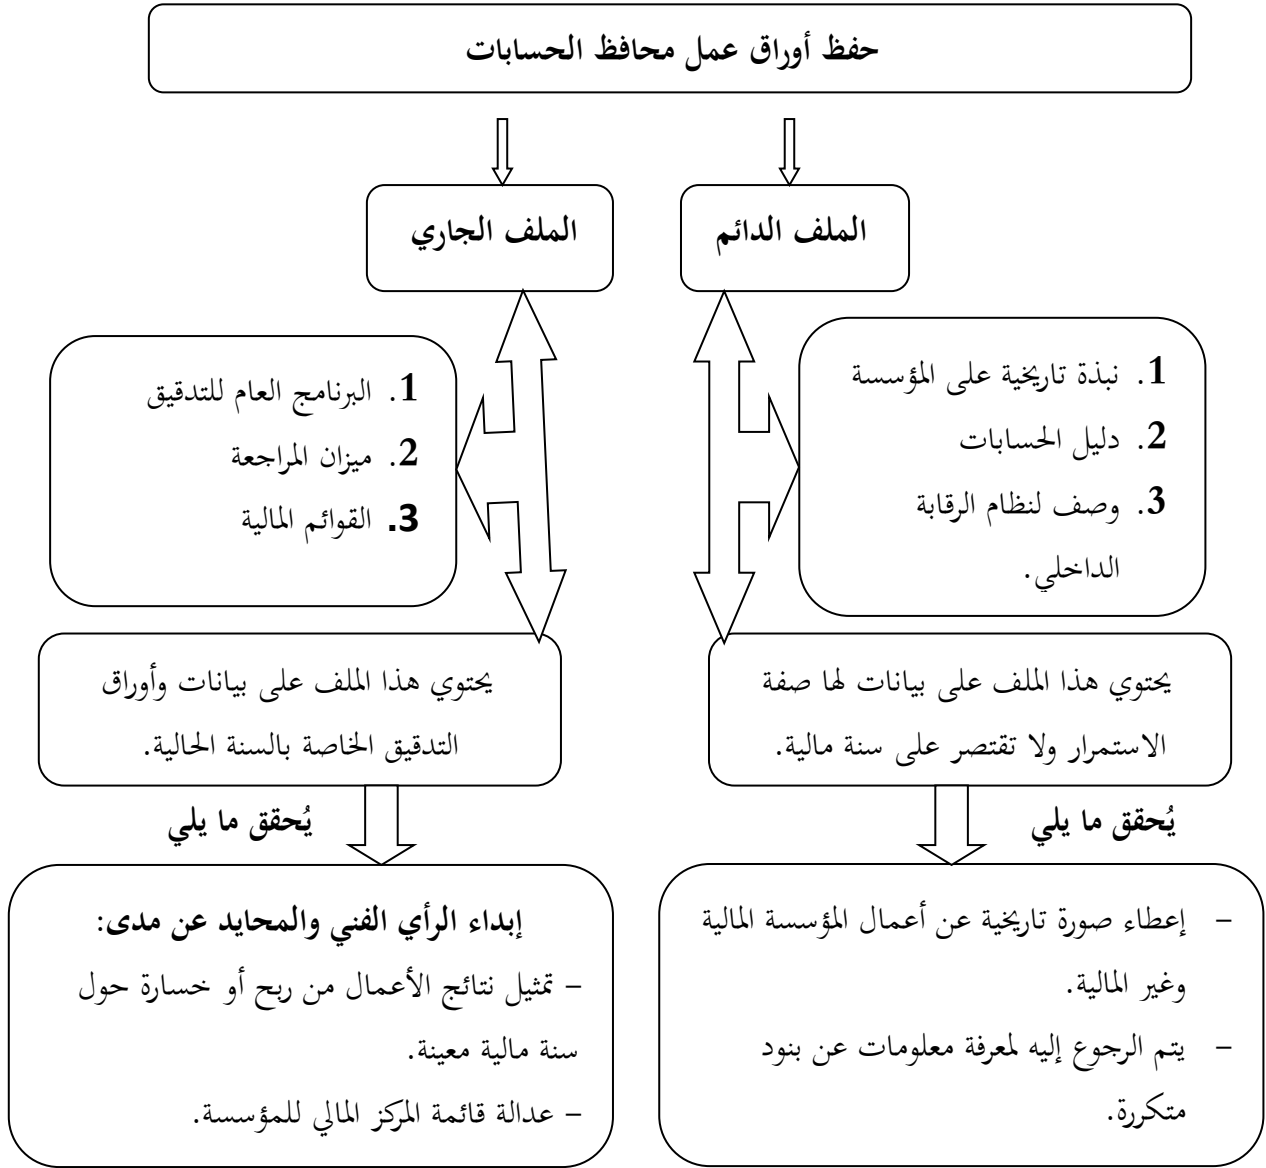 حفظ أوراق عمل محافظ الحسابات
الملف الدائم
الملف الجاري
1. نبذة تاريخية على المؤسسة
2. دليل الحسابات
3. وصف لنظام الرقابة
الداخلي.
1. البرنامج العام للتدقيق
2. ميزان المراجعة
3. القوائم المالية
يحتوي هذا الملف على بيانات لها صفة
الاستمرار ولا تقتصر على سنة مالية.
يحتوي هذا الملف على بيانات وأوراق
التدقيق الخاصة بالسنة الحالية.
يُحقق ما يلي
يُحقق ما يلي
- إعطاء صورة تاريخية عن أعمال المؤسسة المالية
وغير المالية.
- يتم الرجوع إليه لمعرفة معلومات عن بنود
متكررة.
إبداء الرأي الفني والمحايد عن مدى:
- تمثيل نتائج الأعمال من ربح أو خسارة حول
سنة مالية معينة.
- عدالة قائمة المركز المالي للمؤسسة.